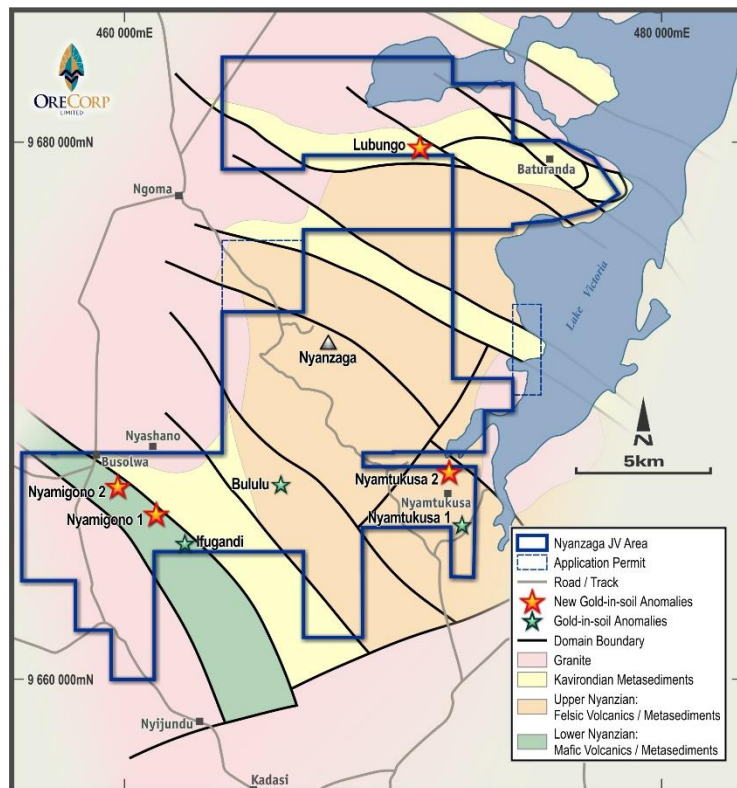 460 000mE
480 000mE
ORECORP
LIMITED
9 680 000mN
Lubungo
Baturanda
Ngoma
Lake Victoria
Nyanzaga
N
5km
Nyashano
Busolwa
Nyamigono 2
Bululu
Nyamtukusa 2
Nyamtukusa
Nyamigono 1
Nyamtukusa 1
Ifugandi
Nyanzaga JV Area
Application Permit
Road / Track
New Gold-in-soil Anomalies
Gold-in-soil Anomalies
Domain Boundary
Granite
Kavirondian Metasediments
Upper Nyanzian:
Felsic Volcanics / Metasediments
Lower Nyanzian:
Mafic Volcanics / Metasediments
9 660 000mN
Nyijundu
Kadasi